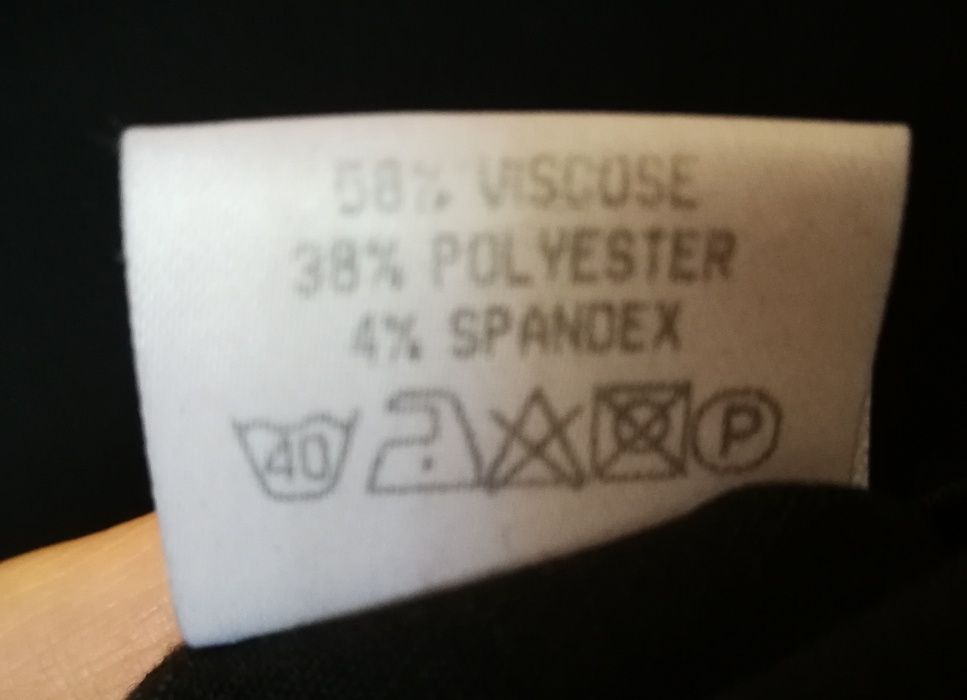 58% VISCOSE
38% POLYESTER
4% SPANDEX
40 P